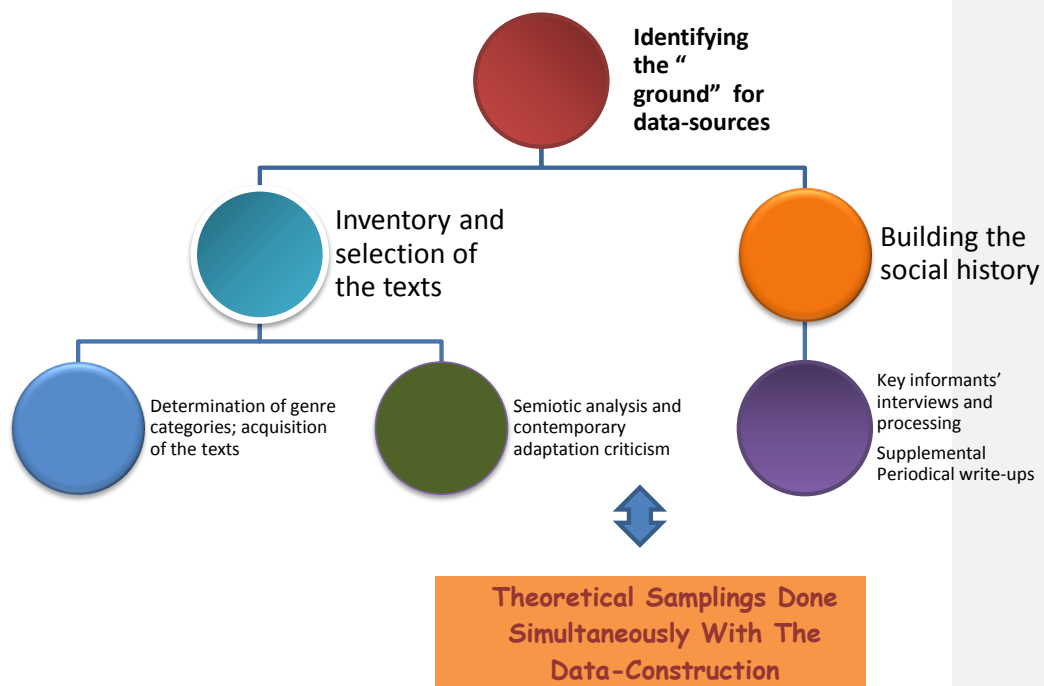 Identifying
the “
ground” for
data-sources
Inventory and
selection of
the texts
Building the
social history
Determination of genre
categories; acquisition
of the texts
Semiotic analysis and
contemporary
adaptation criticism
Key informants’
interviews and
processing
Supplemental
Periodical write-ups
Theoretical Samplings Done
Simultaneously With The
Data-Construction